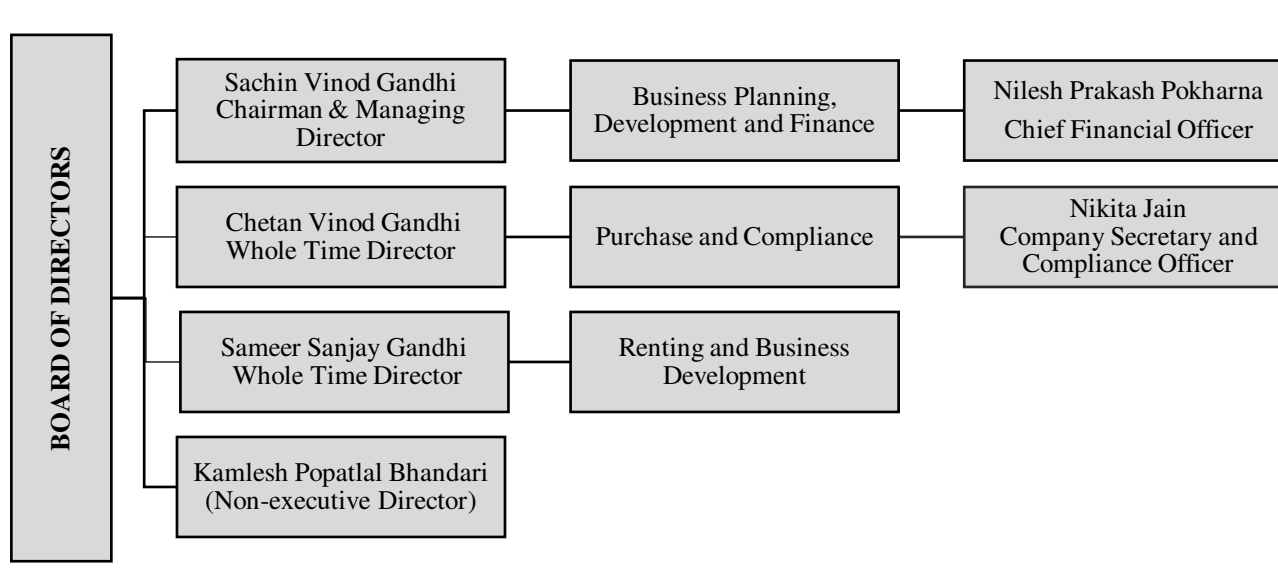 BOARD OF DIRECTORS
Sachin Vinod Gandhi
Chairman & Managing
Director
Business Planning,
Development and Finance
Nilesh Prakash Pokharna
Chief Financial Officer
Chetan Vinod Gandhi
Whole Time Director
Purchase and Compliance
Nikita Jain
Company Secretary and
Compliance Officer
Sameer Sanjay Gandhi
Whole Time Director
Renting and Business
Development
Kamlesh Popatlal Bhandari
(Non-executive Director)